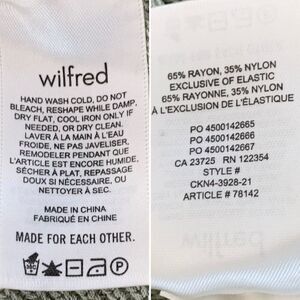 wilfred
HAND WASH COLD, DO NOT
BLEACH, RESHAPE WHILE DAMP,
DRY FLAT, COOL IRON ONLY IF
NEEDED, OR DRY CLEAN.
LAVER À LA MAIN À L'EAU
FROIDE, NE PAS JAVELISER,
REMODELER PENDANT QUE
L'ARTICLE EST ENCORE HUMIDE,
SÉCHER À PLAT, REPASSAGE
DOUX SI NÉCESSAIRE, OU
NETTOYER À SEC.
MADE IN CHINA
FABRIQUÉ EN CHINE
MADE FOR EACH OTHER.
65% RAYON, 35% NYLON
EXCLUSIVE OF ELASTIC
65% RAYONNE, 35% NYLON
À L'EXCLUSION DE L'ÉLASTIQUE
PO 4500142665
PO 4500142666
PO 4500142667
CA 23725 RN 122354
STYLE #
CKN4-3928-21
ARTICLE # 78142
wilfred